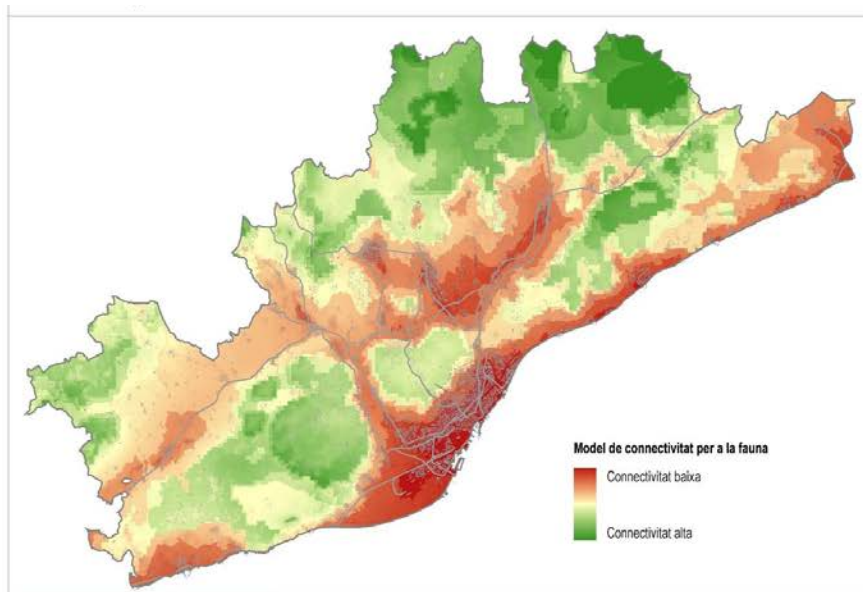 Model de connectivitat per a la fauna
Connectivitat baixa
Connectivitat alta